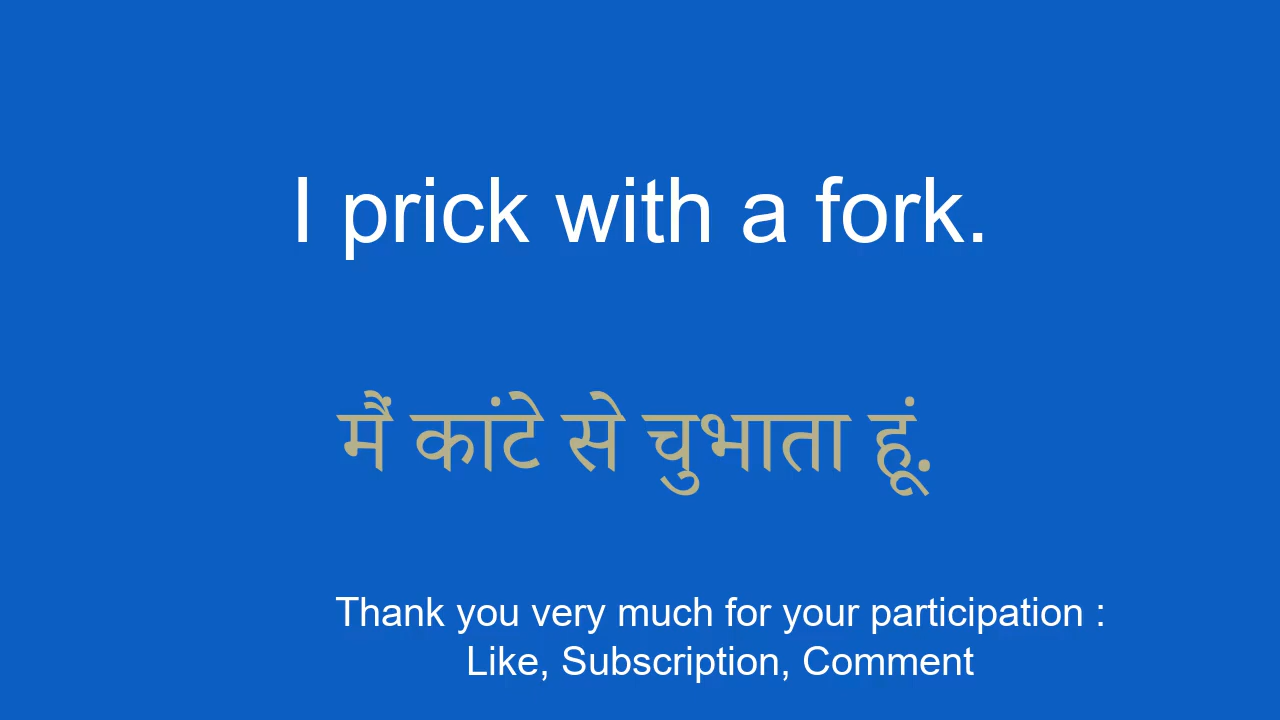 I prick with a fork.
मैं कांटे से चुभाता हूं.
Thank you very much for your participation :
Like, Subscription, Comment